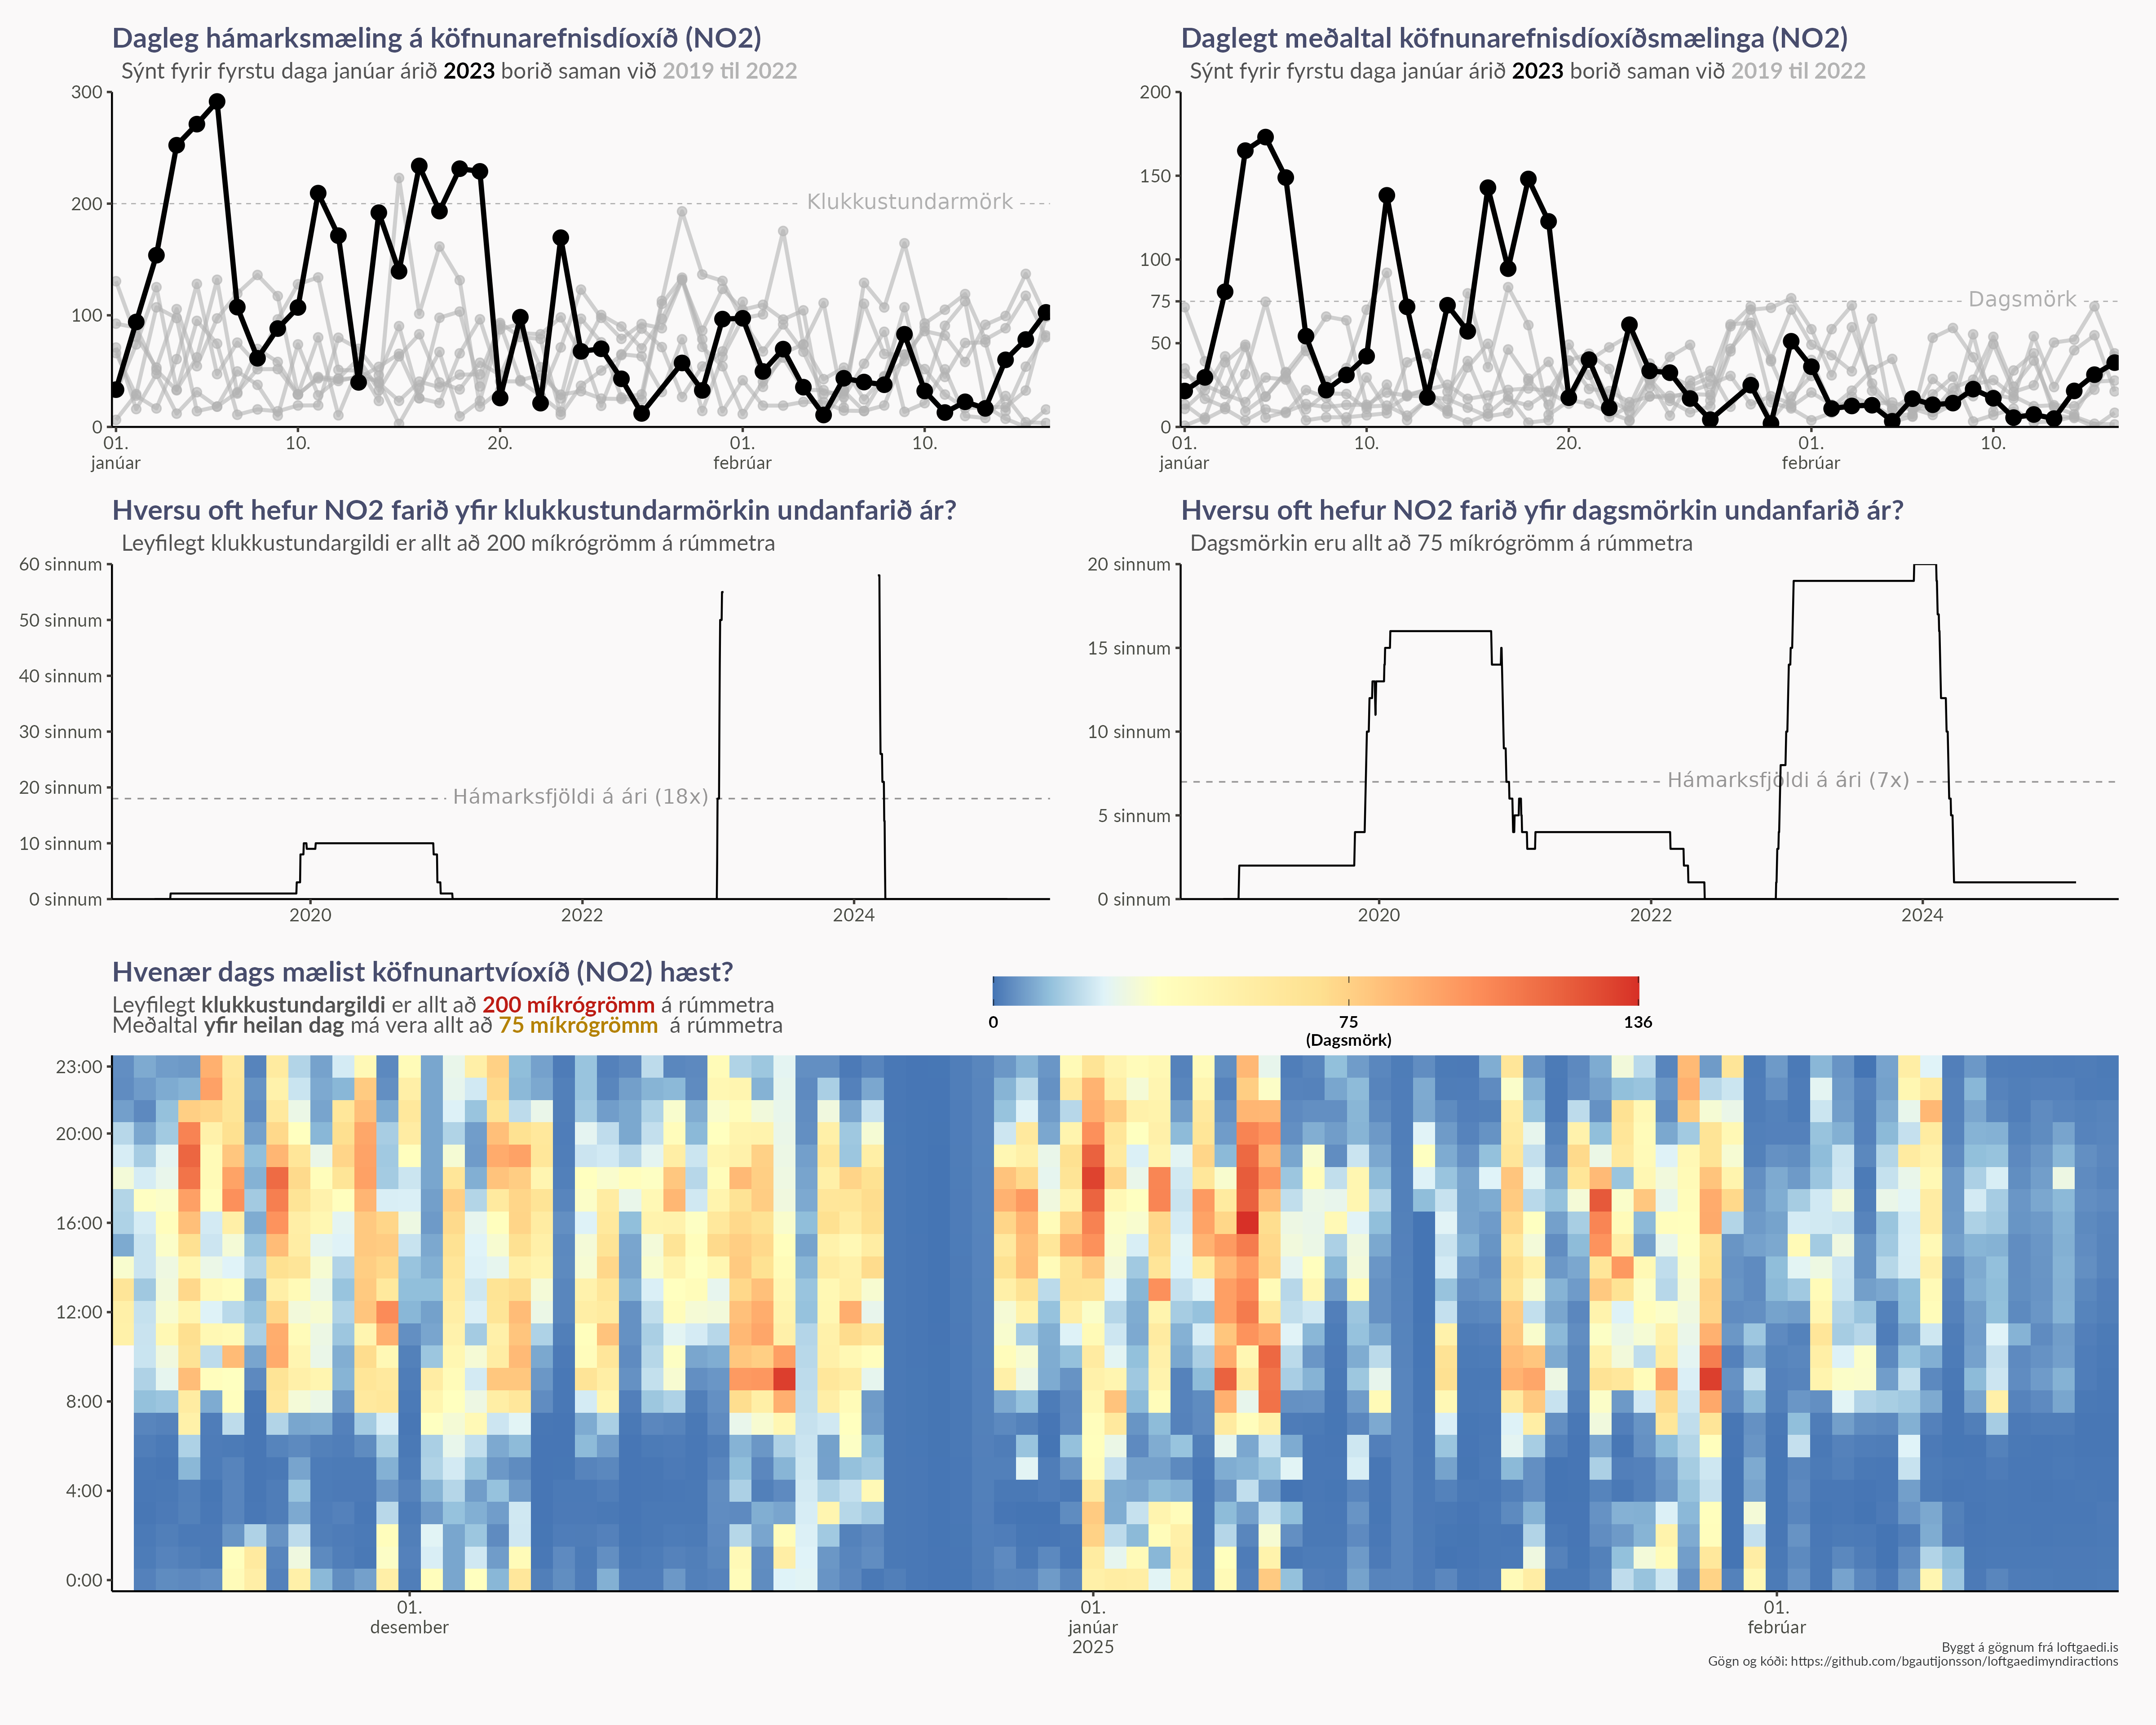 Dagleg hámarksmæling á köfnunarefnisdíoxíð (NO2)
Sýnt fyrir fyrstu daga janúar árið 2023 borið saman við 2019 til 2022
300
200
100
0
Klukkustundarmörk
01. 10. 20. 01. 10.
janúar febrúar
Daglegt meðaltal köfnunarefnisdíoxíðsmælinga (NO2)
Sýnt fyrir fyrstu daga janúar árið 2023 borið saman við 2019 til 2022
200
150
100
75
50
0
Dagsmörk
01. 10. 20. 01. 10.
janúar febrúar
Hversu oft hefur NO2 farið yfir klukkustundarmörkin undanfarið ár?
Leyfilegt klukkustundargildi er allt að 200 míkrógrömm á rúmmetra
60 sinnum
50 sinnum
40 sinnum
30 sinnum
20 sinnum
10 sinnum
0 sinnum
Hámarksfjöldi á ári (18x)
2020 2022 2024
Hversu oft hefur NO2 farið yfir dagsmörkin undanfarið ár?
Dagsmörkin eru allt að 75 míkrógrömm á rúmmetra
20 sinnum
15 sinnum
10 sinnum
5 sinnum
0 sinnum
Hámarksfjöldi á ári (7x)
2020 2022 2024
Hvenær dags mælist köfnunartvíoxíð (NO2) hæst?
Leyfilegt klukkustundargildi er allt að 200 míkrógrömm á rúmmetra
Meðaltal yfir heilan dag má vera allt að 75 míkrógrömm á rúmmetra
0 75 136
(Dagsmörk)
23:00
20:00
16:00
12:00
8:00
4:00
0:00
01. 01. 01.
desember janúar febrúar
2025
Byggt á gögnum frá loftgaedi.is
Gögn og kóði: https://github.com/bgautijonsson/loftgaedimyndiractions